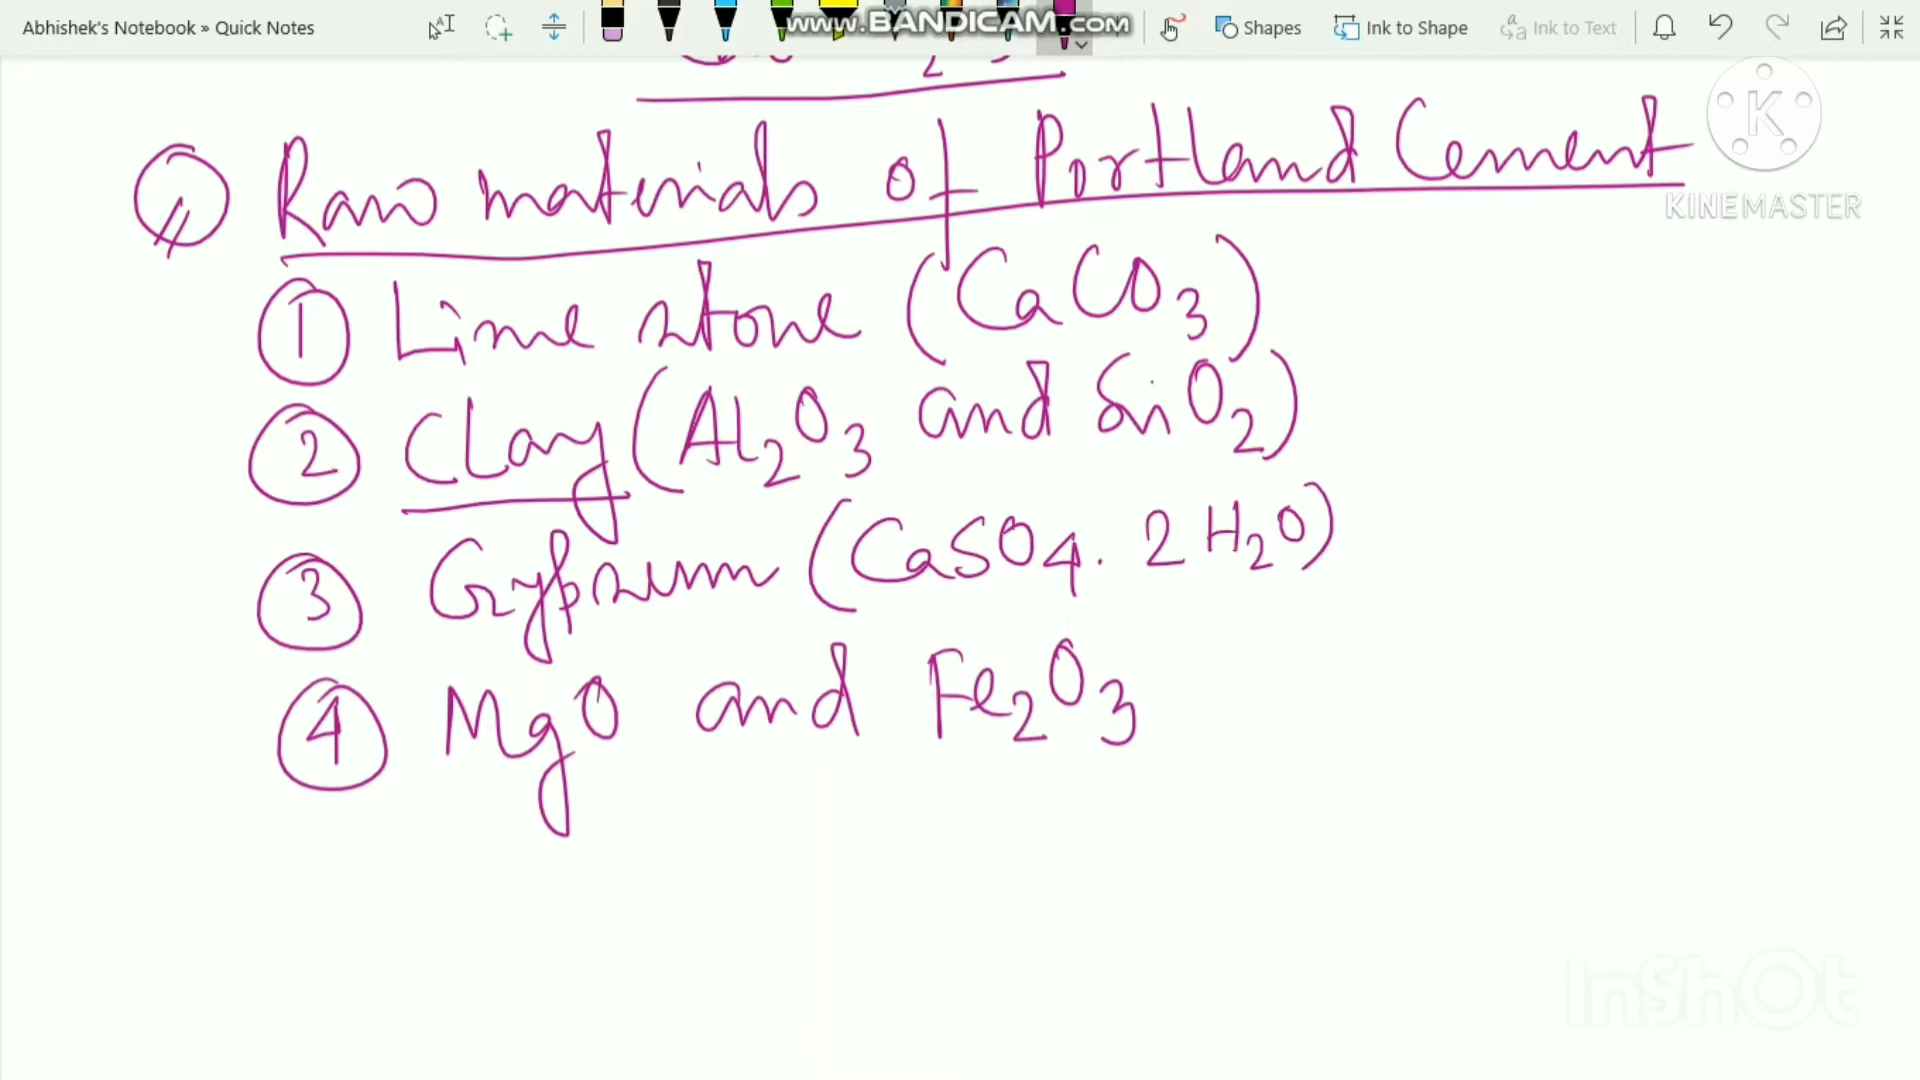 Abhishek's Notebook » Quick Notes
www.BANDICAM.com
Shapes
Ink to Shape
Ink to Text
K
KINEMASTER
Raw materials of Portland Cement
1 Lime stone (CaCO3)
2 Clay (Al2O3 and SiO2)
3 Gypsum (CaSO4. 2H2O)
4 MgO and Fe2O3
InShOt